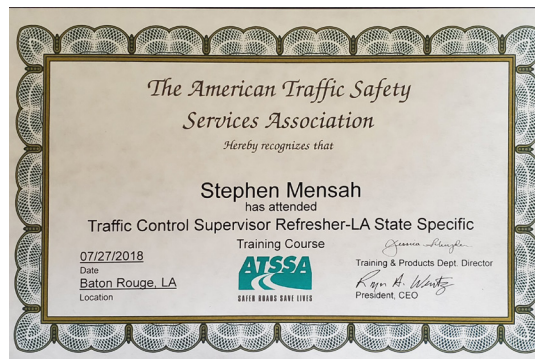 The American Traffic Safety
Services Association
Hereby recognizes that
Stephen Mensah
has attended
Traffic Control Supervisor Refresher-LA State Specific
Training Course
07/27/2018
Date
Baton Rouge, LA
Location
ATSSA
SAFER ROADS SAVE LIVES
Training & Products Dept. Director
President, CEO